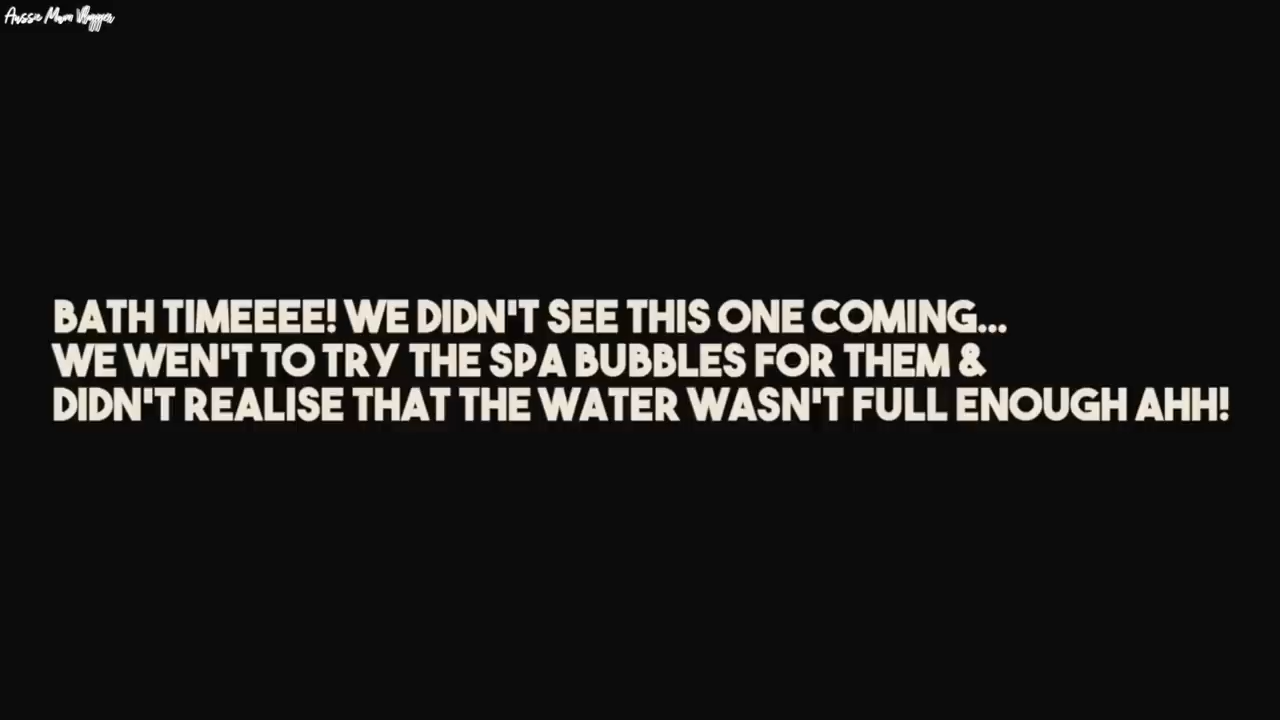 Aussie Mum Vlogger
BATH TIMEEEE! WE DIDN'T SEE THIS ONE COMING...
WE WEN'T TO TRY THE SPA BUBBLES FOR THEM &
DIDN'T REALISE THAT THE WATER WASN'T FULL ENOUGH AHH!